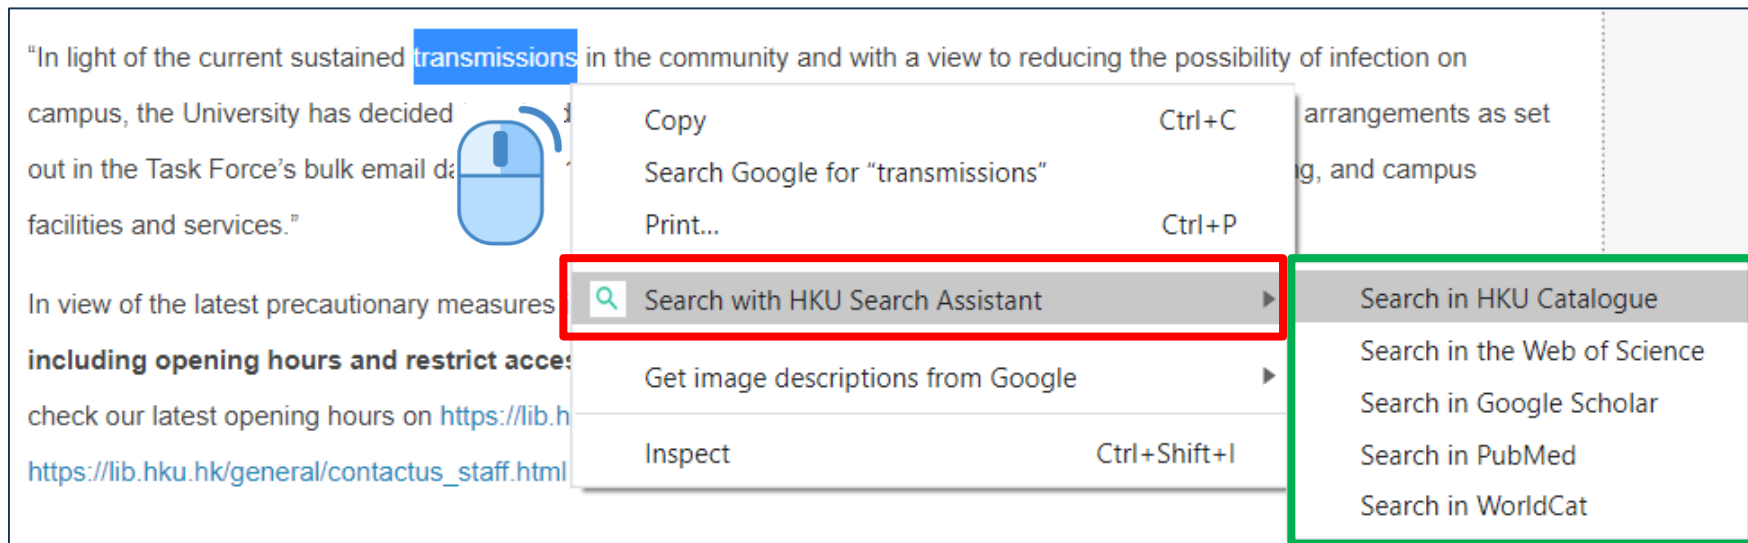 “In light of the current sustained transmissions in the community and with a view to reducing the possibility of infection on
campus, the University has decided arrangements as set
out in the Task Force’s bulk email and campus
facilities and services.”
In view of the latest precautionary measures
including opening hours and restrict
check our latest opening hours on https://lib.h
https://lib.hku.hk/general/contactus_staff.html
Copy Ctrl+C
Search Google for “transmissions”
Print... Ctrl+P
Search with HKU Search Assistant
Get image descriptions from Google
Inspect Ctrl+Shift+I
Search in HKU Catalogue
Search in the Web of Science
Search in Google Scholar
Search in PubMed
Search in WorldCat